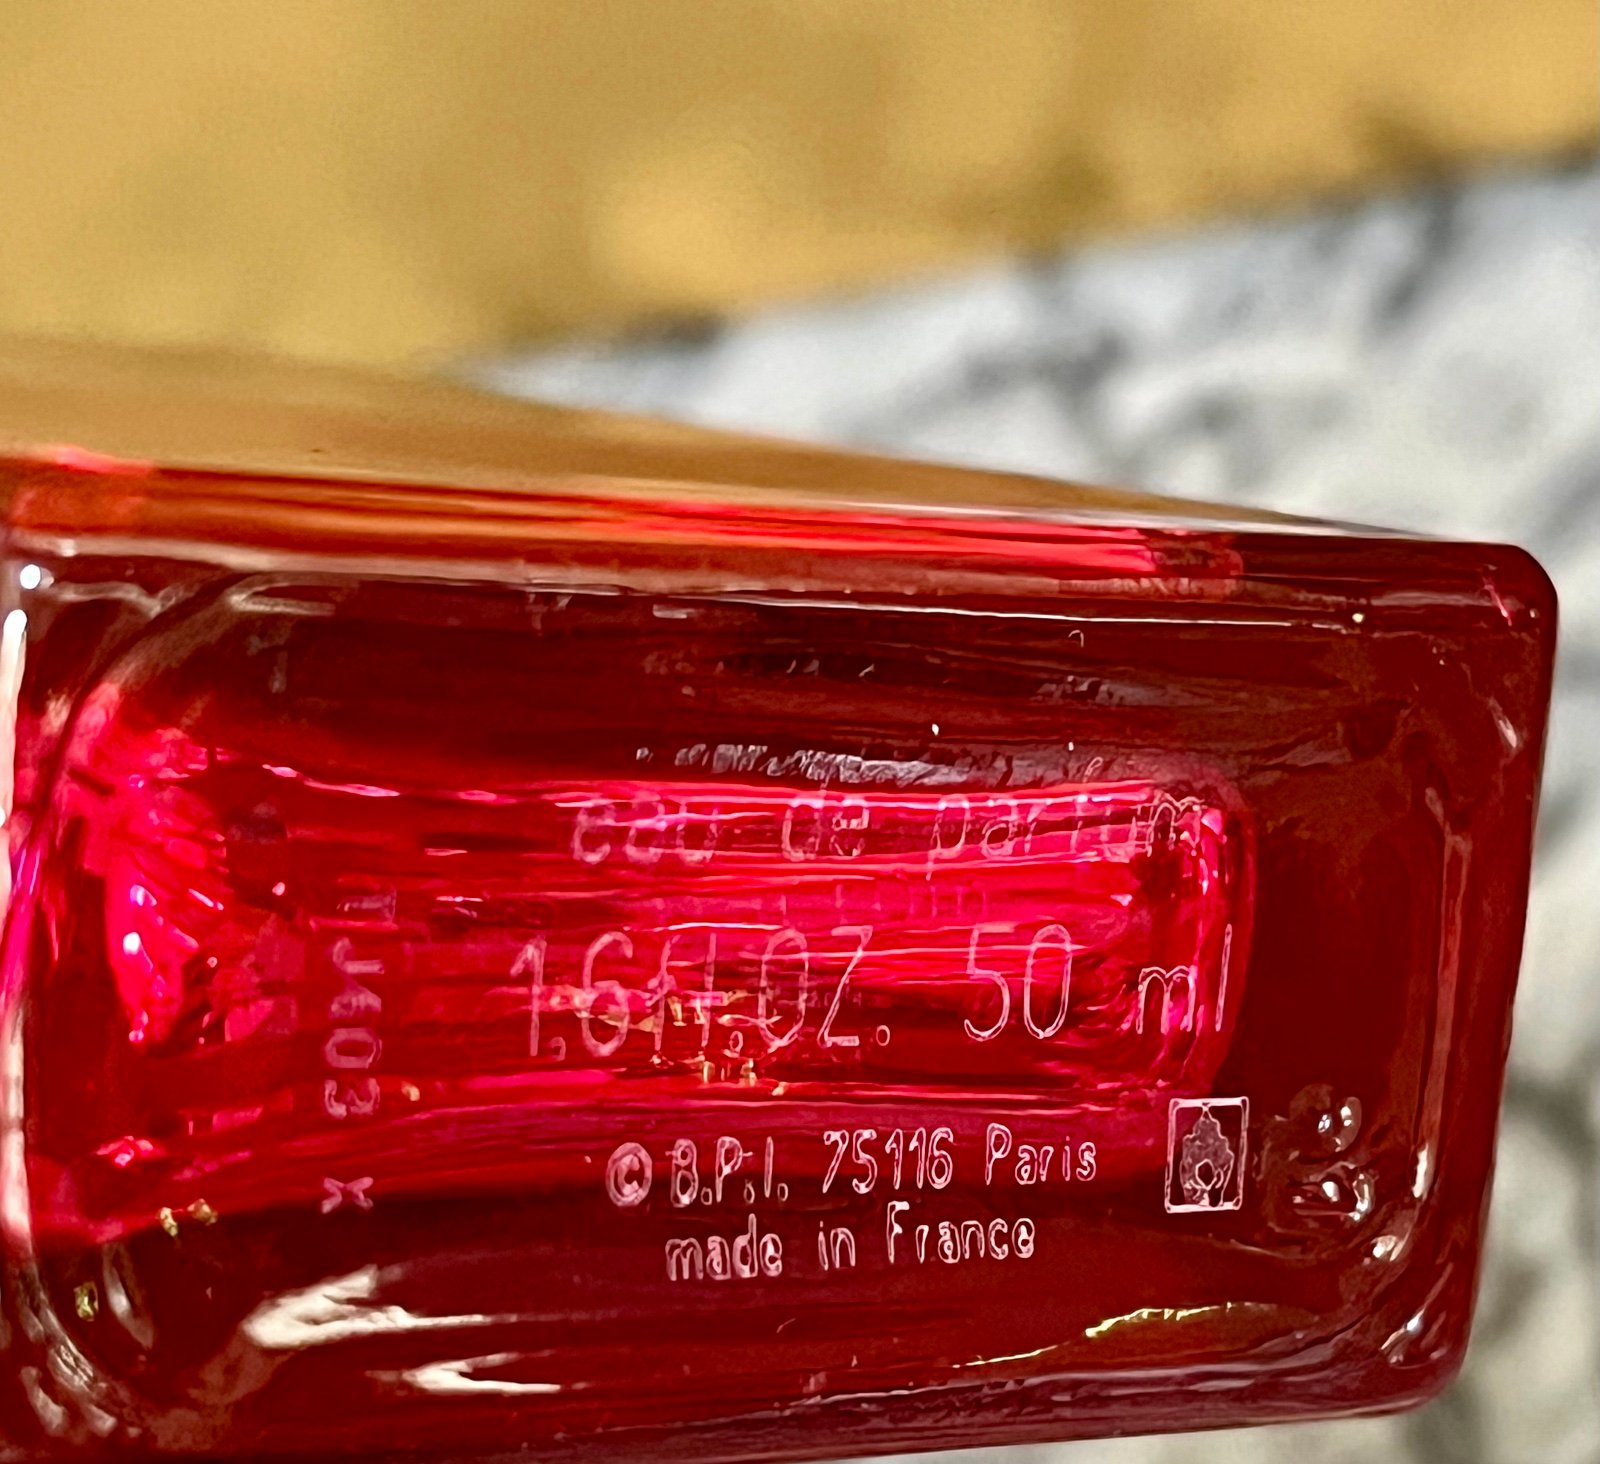 eau de parfum
1,6 fl.OZ. 50 ml
© B.P.I. 75116 Paris
made in France